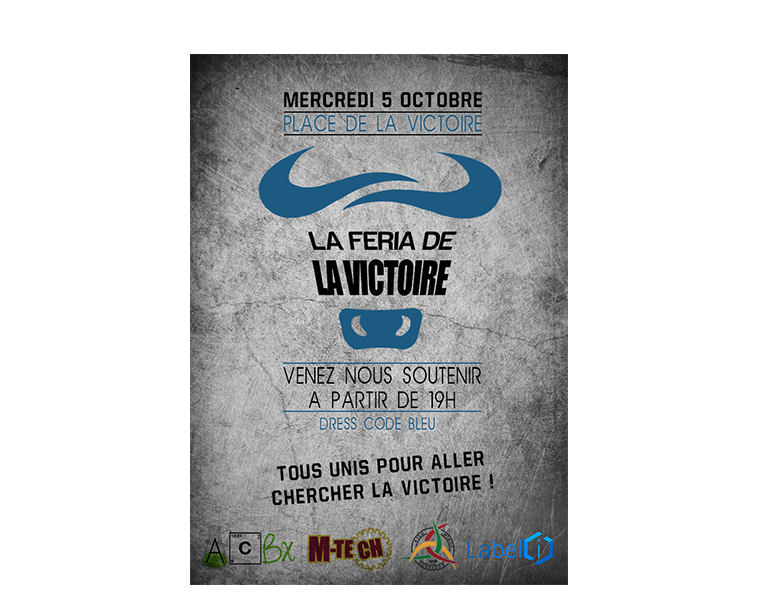 MERCREDI 5 OCTOBRE
PLACE DE LA VICTOIRE
LA FERIA DE
LA VICTOIRE
VENEZ NOUS SOUTENIR
A PARTIR DE 19H
DRESS CODE BLEU
TOUS UNIS POUR ALLER
CHERCHER LA VICTOIRE !
A C Bx M-TECH Label i